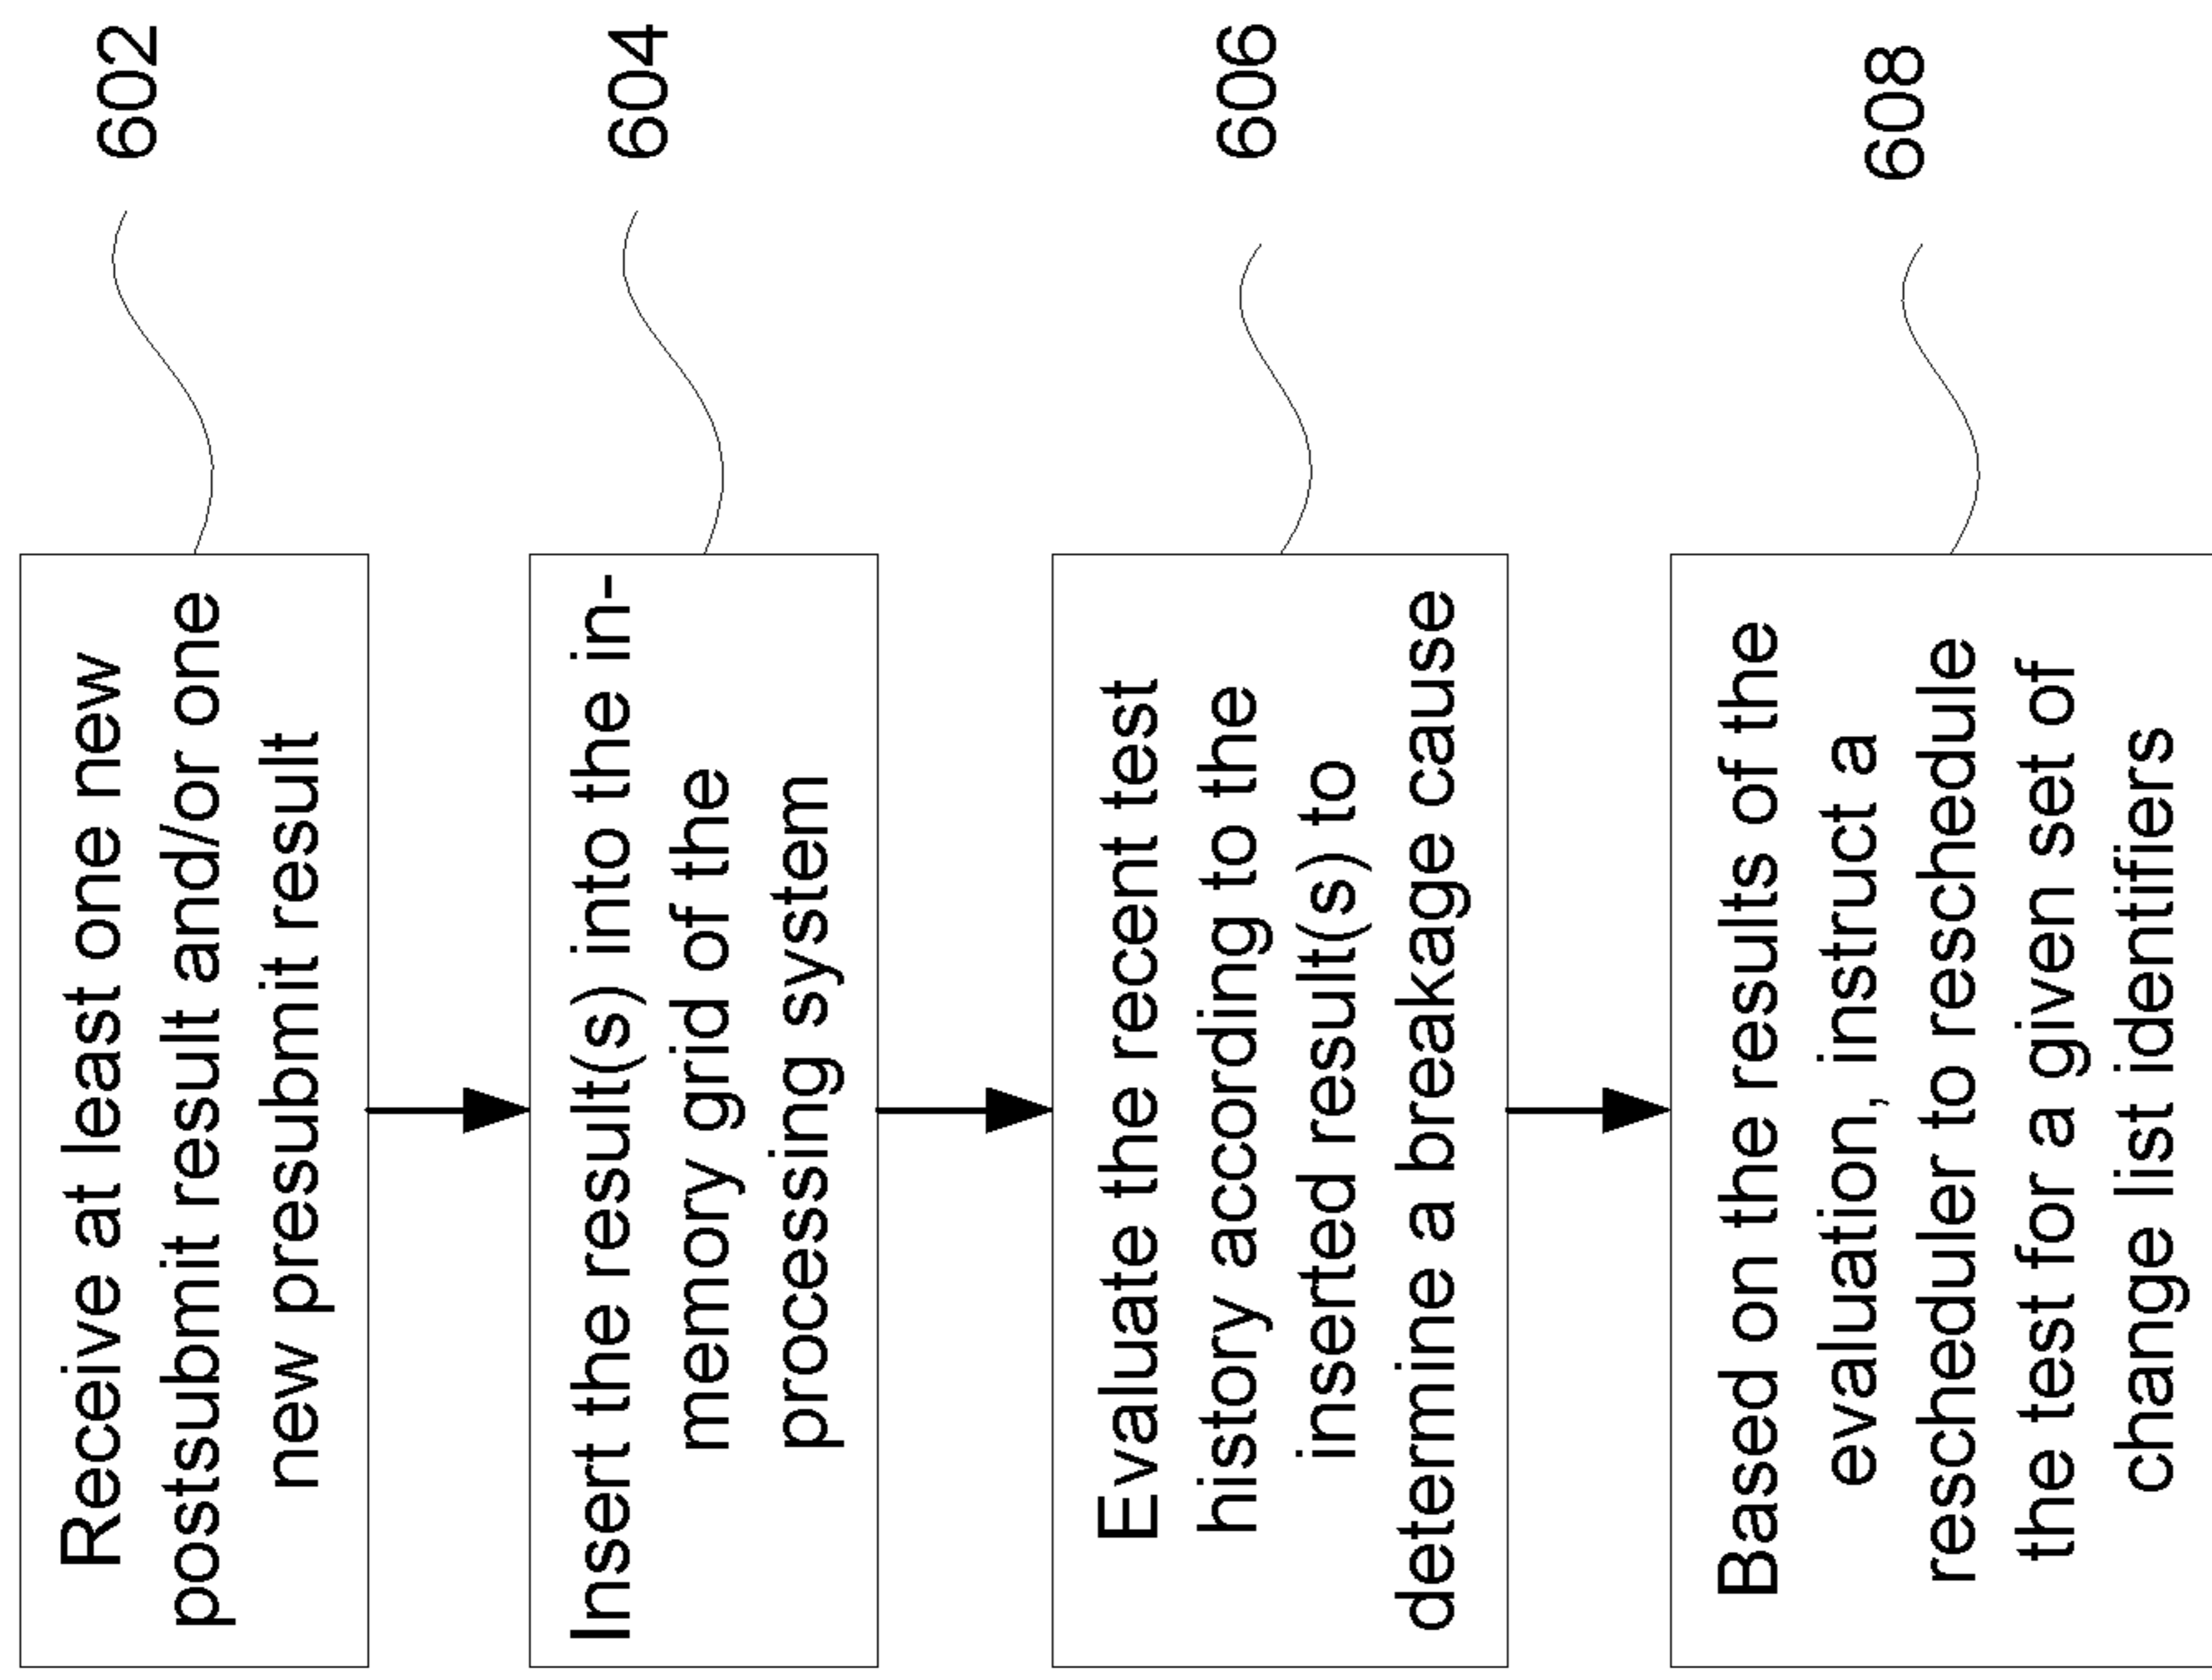 Receive at least one new
postsubmit result and/or one
new presubmit result
602
Insert the result(s) into the in-
memory grid of the
processing system
604
Evaluate the recent test
history according to the
inserted result(s) to
determine a breakage cause
606
Based on the results of the
evaluation, instruct a
rescheduler to reschedule
the test for a given set of
change list identifiers
608